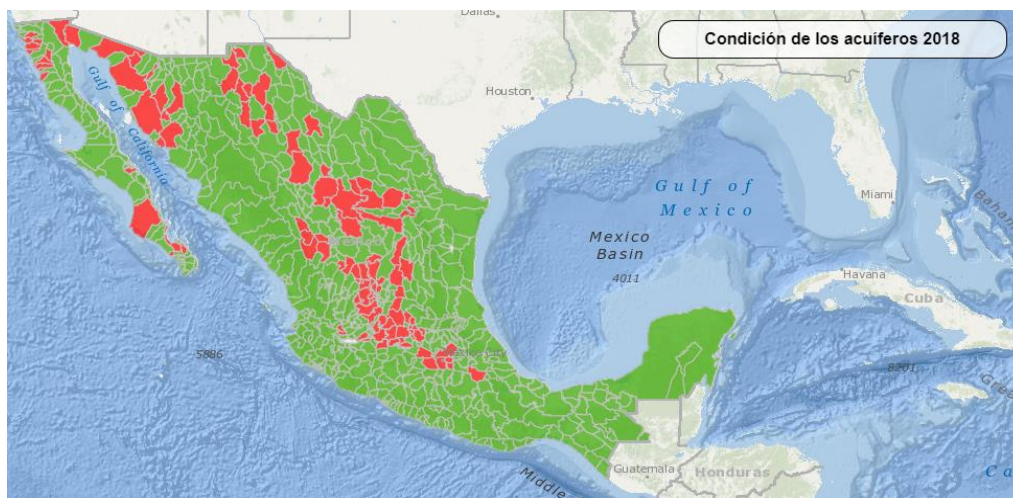 Dallas
Condición de los acuíferos 2018
Houston
Gulf of
California
Gulf of
Mexico
Miami
Mexico
Basin
4011
Havana
Cuba
5886
8201
Guatemala
Honduras
Middle